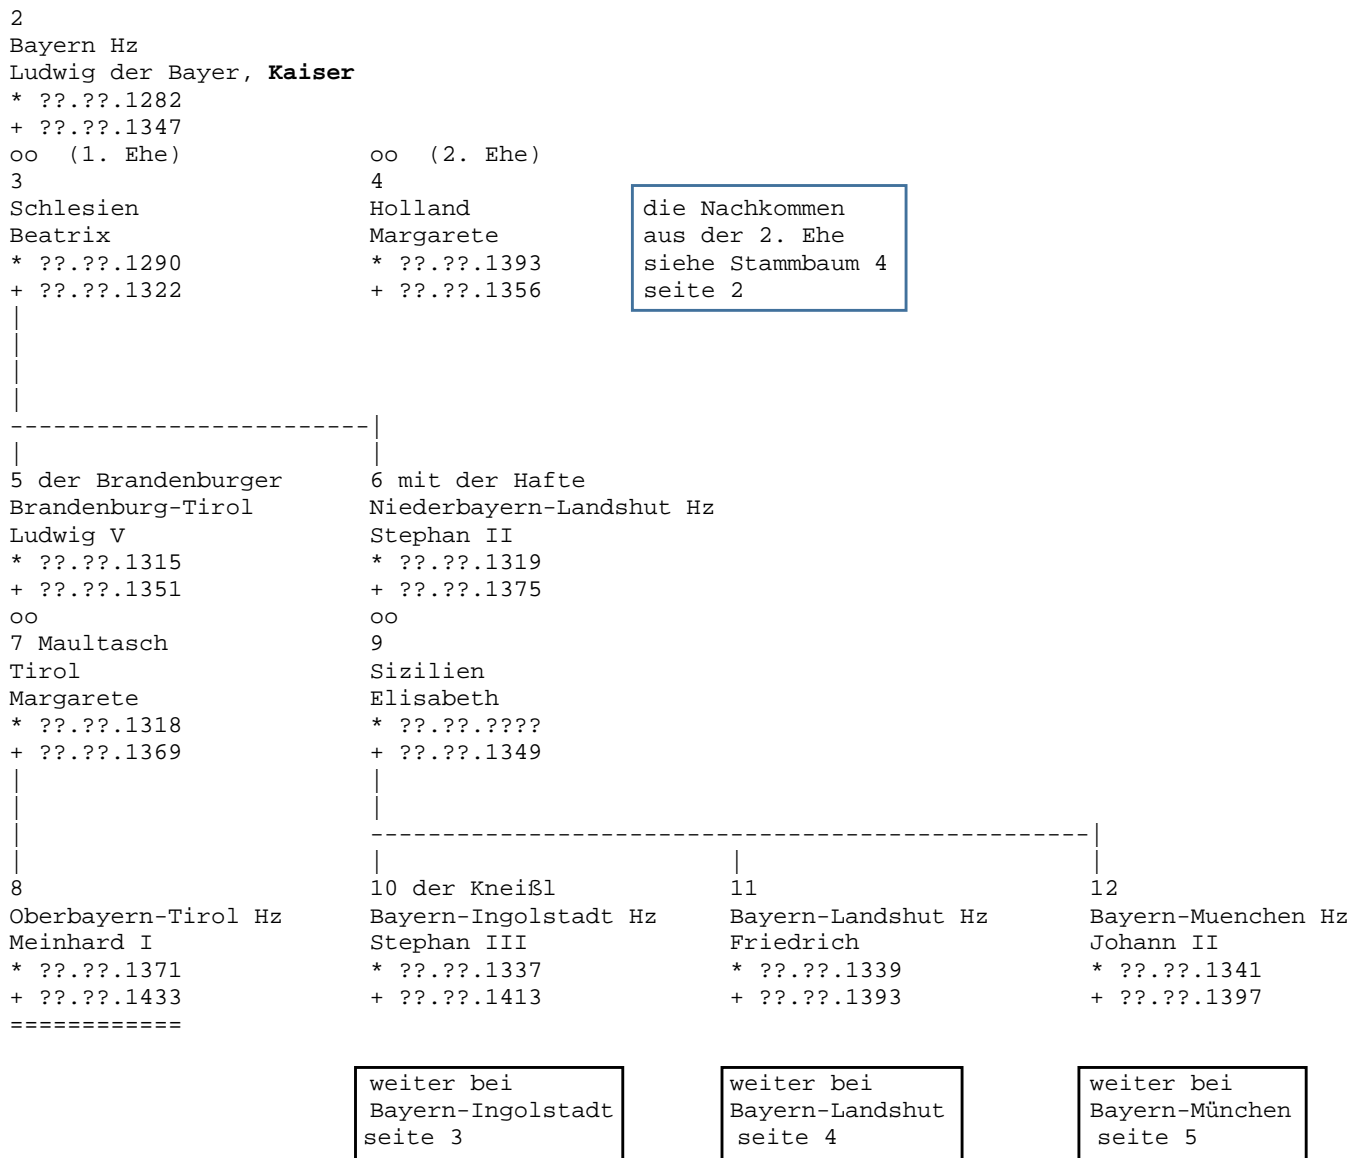 2
Bayern Hz
Ludwig der Bayer, Kaiser
* ??.??.1282
+ ??.??.1347
oo (1. Ehe) oo (2. Ehe)
3 4
Schlesien Holland die Nachkommen
Beatrix Margarete aus der 2. Ehe
* ??.??.1290 * ??.??.1393 siehe Stammbaum 4
+ ??.??.1322 + ??.??.1356 seite 2
5 der Brandenburger 6 mit der Hafte
Brandenburg-Tirol Niederbayern-Landshut Hz
Ludwig V Stephan II
* ??.??.1315 * ??.??.1319
+ ??.??.1351 + ??.??.1375
oo oo
7 Maultasch 9
Tirol Sizilien
Margarete Elisabeth
* ??.??.1318 * ??.??.????
+ ??.??.1369 + ??.??.1349
8 10 der Kneißl 11 12
Oberbayern-Tirol Hz Bayern-Ingolstadt Hz Bayern-Landshut Hz Bayern-Muenchen Hz
Meinhard I Stephan III Friedrich Johann II
* ??.??.1371 * ??.??.1337 * ??.??.1339 * ??.??.1341
+ ??.??.1433 + ??.??.1413 + ??.??.1393 + ??.??.1397
============
weiter bei weiter bei weiter bei
Bayern-Ingolstadt Bayern-Landshut Bayern-München
seite 3 seite 4 seite 5